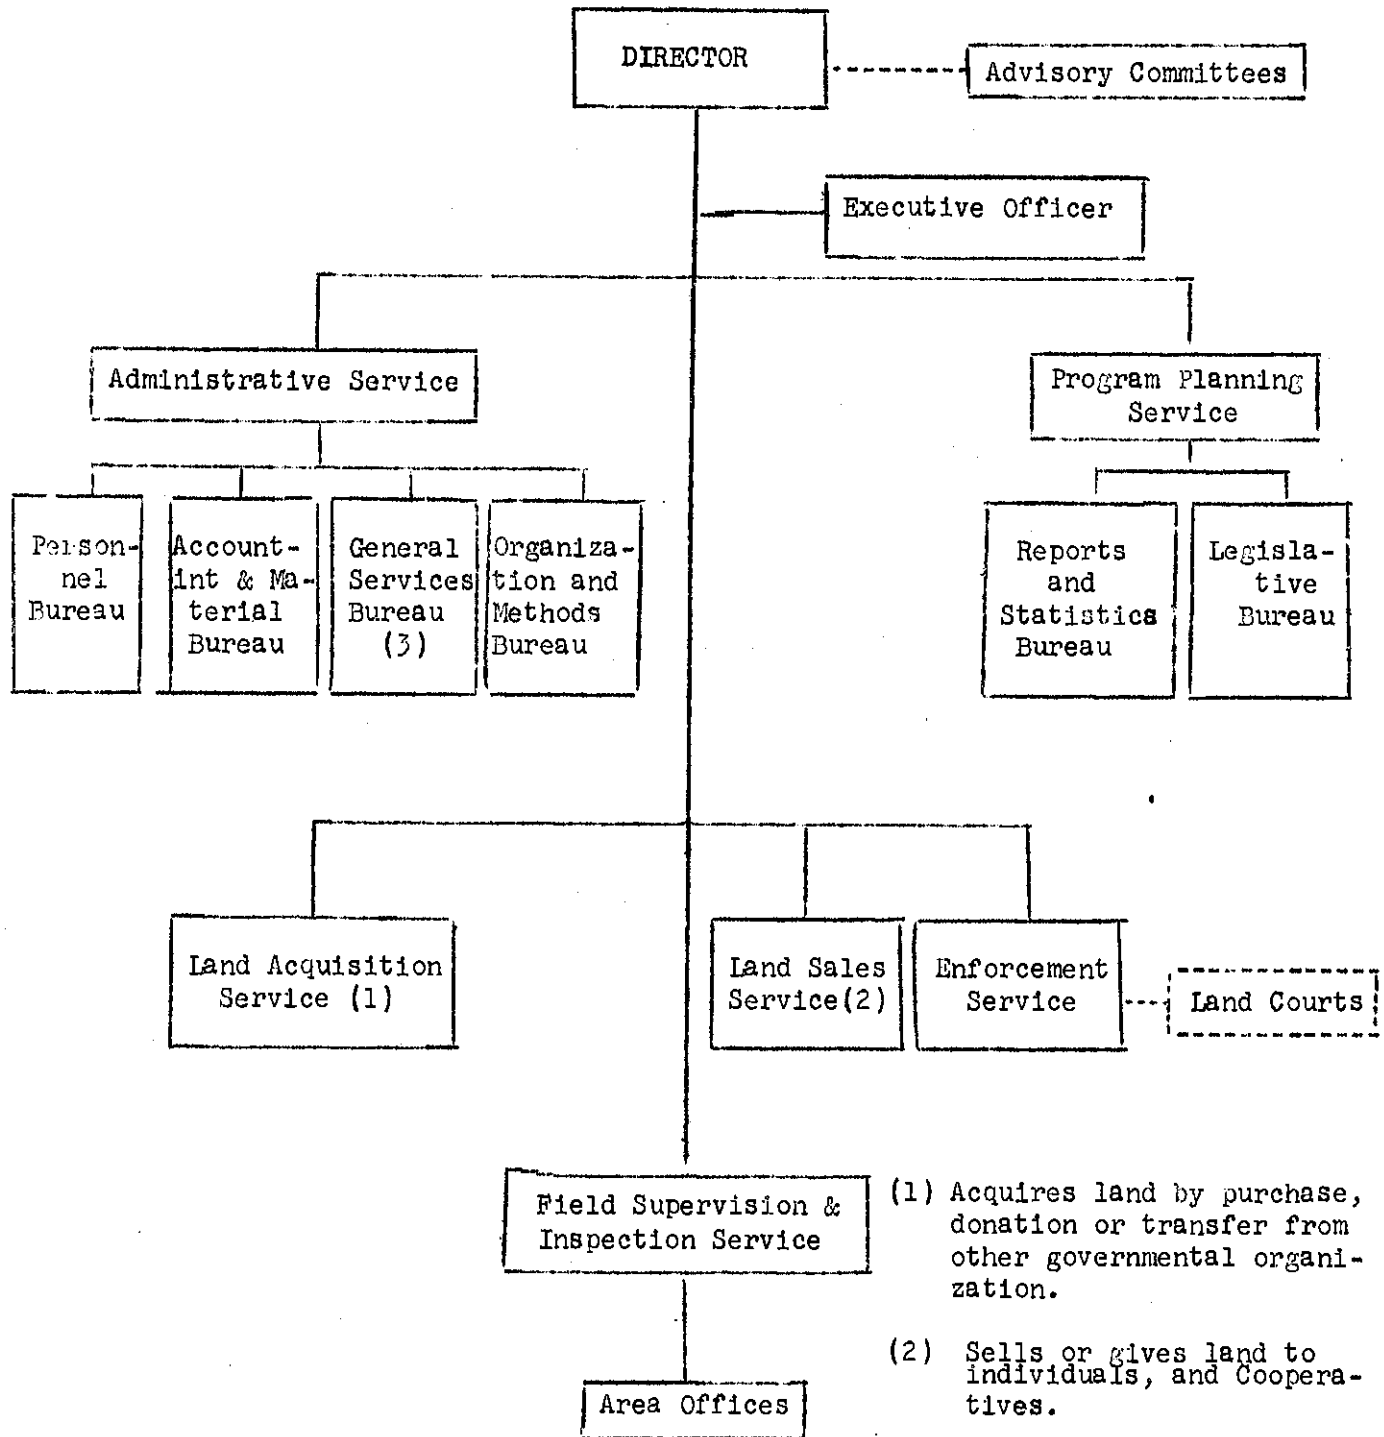 DIRECTOR
Advisory Committees
Executive Officer
Administrative Service
Program Planning
Service
Person-
nel
Bureau
Account-
int & Ma-
terial
Bureau
General
Services
Bureau
(3)
Organiza-
tion and
Methods
Bureau
Reports
and
Statistics
Bureau
Legisla-
tive
Bureau
Land Acquisition
Service (1)
Land Sales
Service(2)
Enforcement
Service
Land Courts
Field Supervision &
Inspection Service
Area Offices
(1) Acquires land by purchase,
donation or transfer from
other governmental organi-
zation.
(2) Sells or gives land to
individuals, and Coopera-
tives.